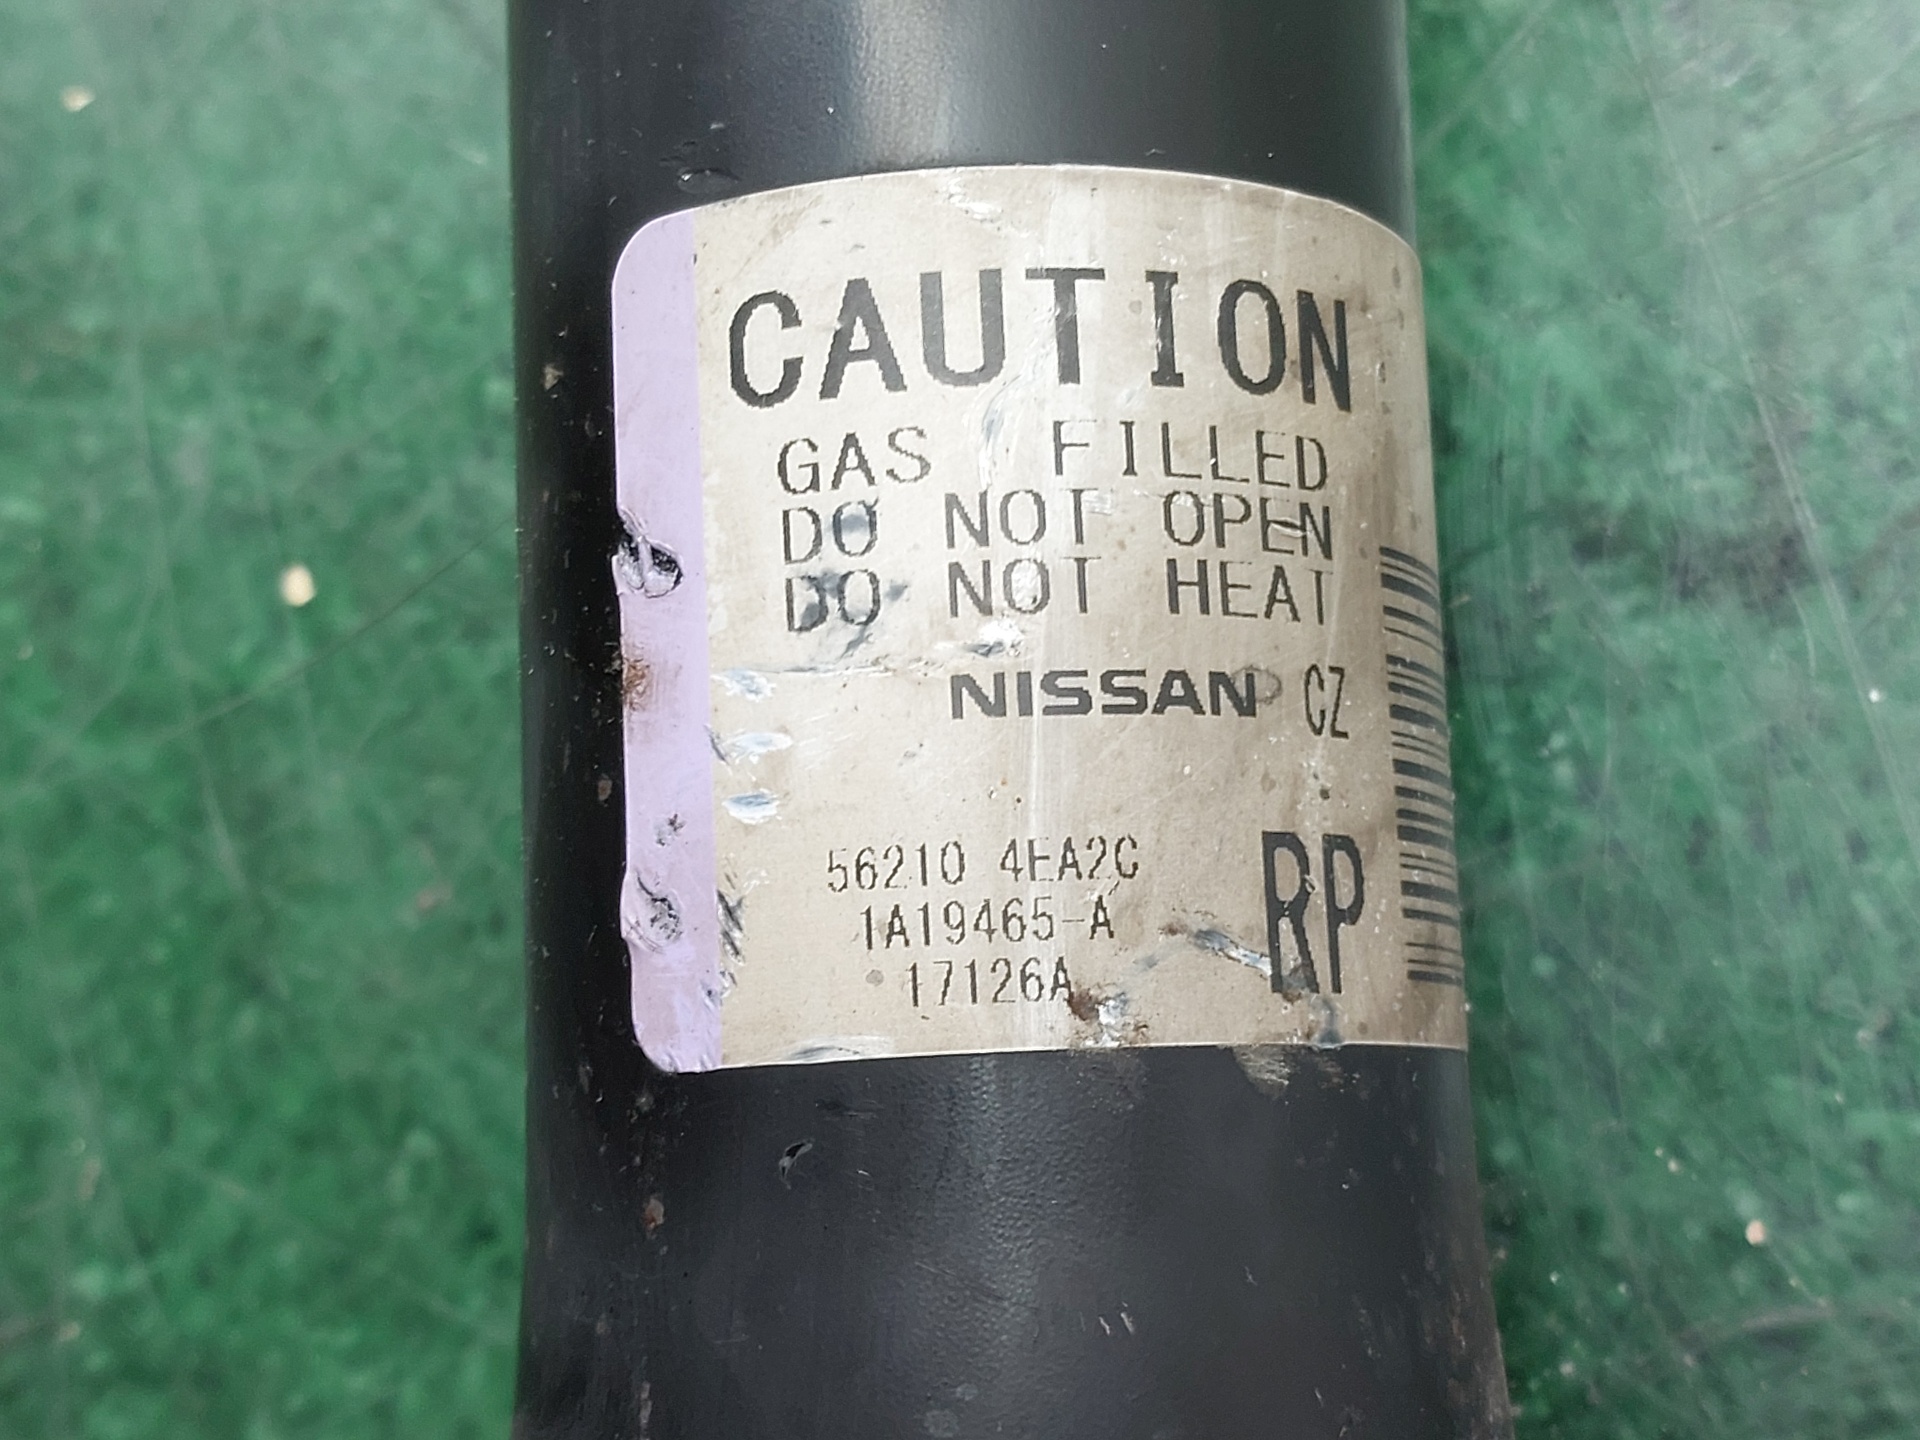 CAUTION
GAS FILLED
DO NOT OPEN
DO NOT HEAT
NISSAN CZ
56210 4EA2C
1A19465-A
17126A
RP